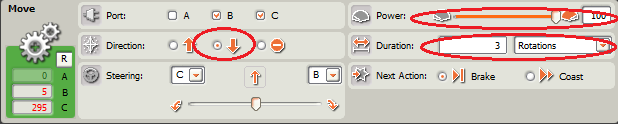 Move
Port: A B C
Power: 100
R
Direction:
Duration: 3 Rotations
0 A
5 B
295 C
Steering: C B
Next Action: Brake Coast